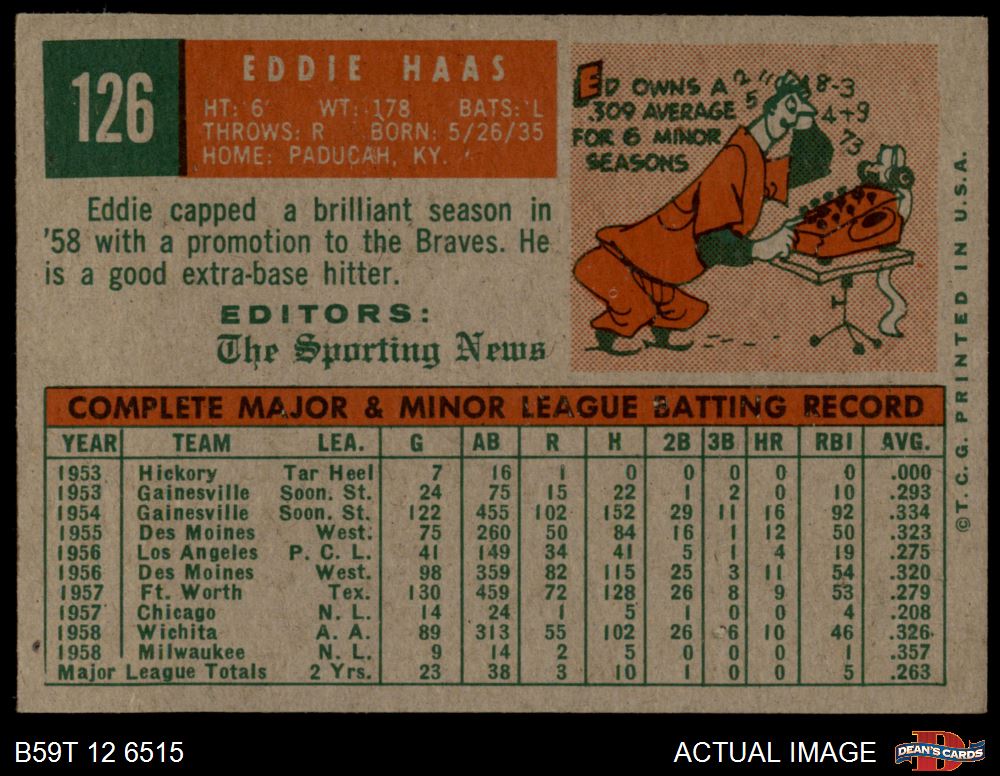 126
EDDIE HAAS
HT: 6' WT: 178 BATS: L
THROWS: R BORN: 5/26/35
HOME: PADUCAH, KY.
Eddie capped a brilliant season in
'58 with a promotion to the Braves. He
is a good extra-base hitter.
EDITORS:
The Sporting News
ED OWNS A
.309 AVERAGE
FOR 6 MINOR
SEASONS
8-3
4+9
73
COMPLETE MAJOR & MINOR LEAGUE BATTING RECORD
YEAR TEAM LEA. G AB R H 2B 3B HR RBI AVG.
1953 Hickory Tar Heel 7 16 1 0 0 0 0 0 .000
1953 Gainesville Soon. St. 24 75 15 22 1 2 0 10 .293
1954 Gainesville Soon. St. 122 455 102 152 29 11 16 92 .334
1955 Des Moines West. 75 260 50 84 16 1 12 50 .323
1956 Los Angeles P. C. L. 41 149 34 41 5 1 4 19 .275
1956 Des Moines West. 98 359 82 115 25 3 11 54 .320
1957 Ft. Worth Tex. 130 459 72 128 26 8 9 53 .279
1957 Chicago N. L. 14 24 1 5 1 0 0 4 .208
1958 Wichita A. A. 89 313 55 102 26 6 10 46 .326
1958 Milwaukee N. L. 9 14 2 5 0 0 0 1 .357
Major League Totals 2 Yrs. 23 38 3 10 1 0 0 5 .263
©T. C. G. PRINTED IN U.S.A.
B59T 12 6515
ACTUAL IMAGE
DEAN'S CARDS